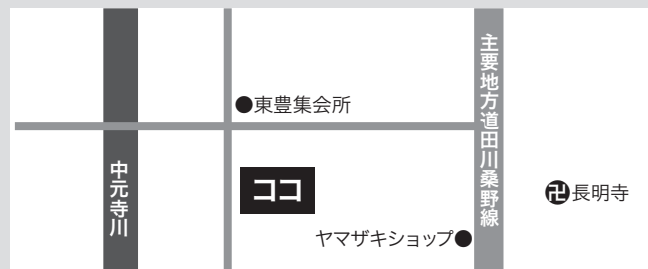 主要地方道田川桑野線
●東豊集会所
中元寺川
ココ
卍長明寺
ヤマザキショップ●